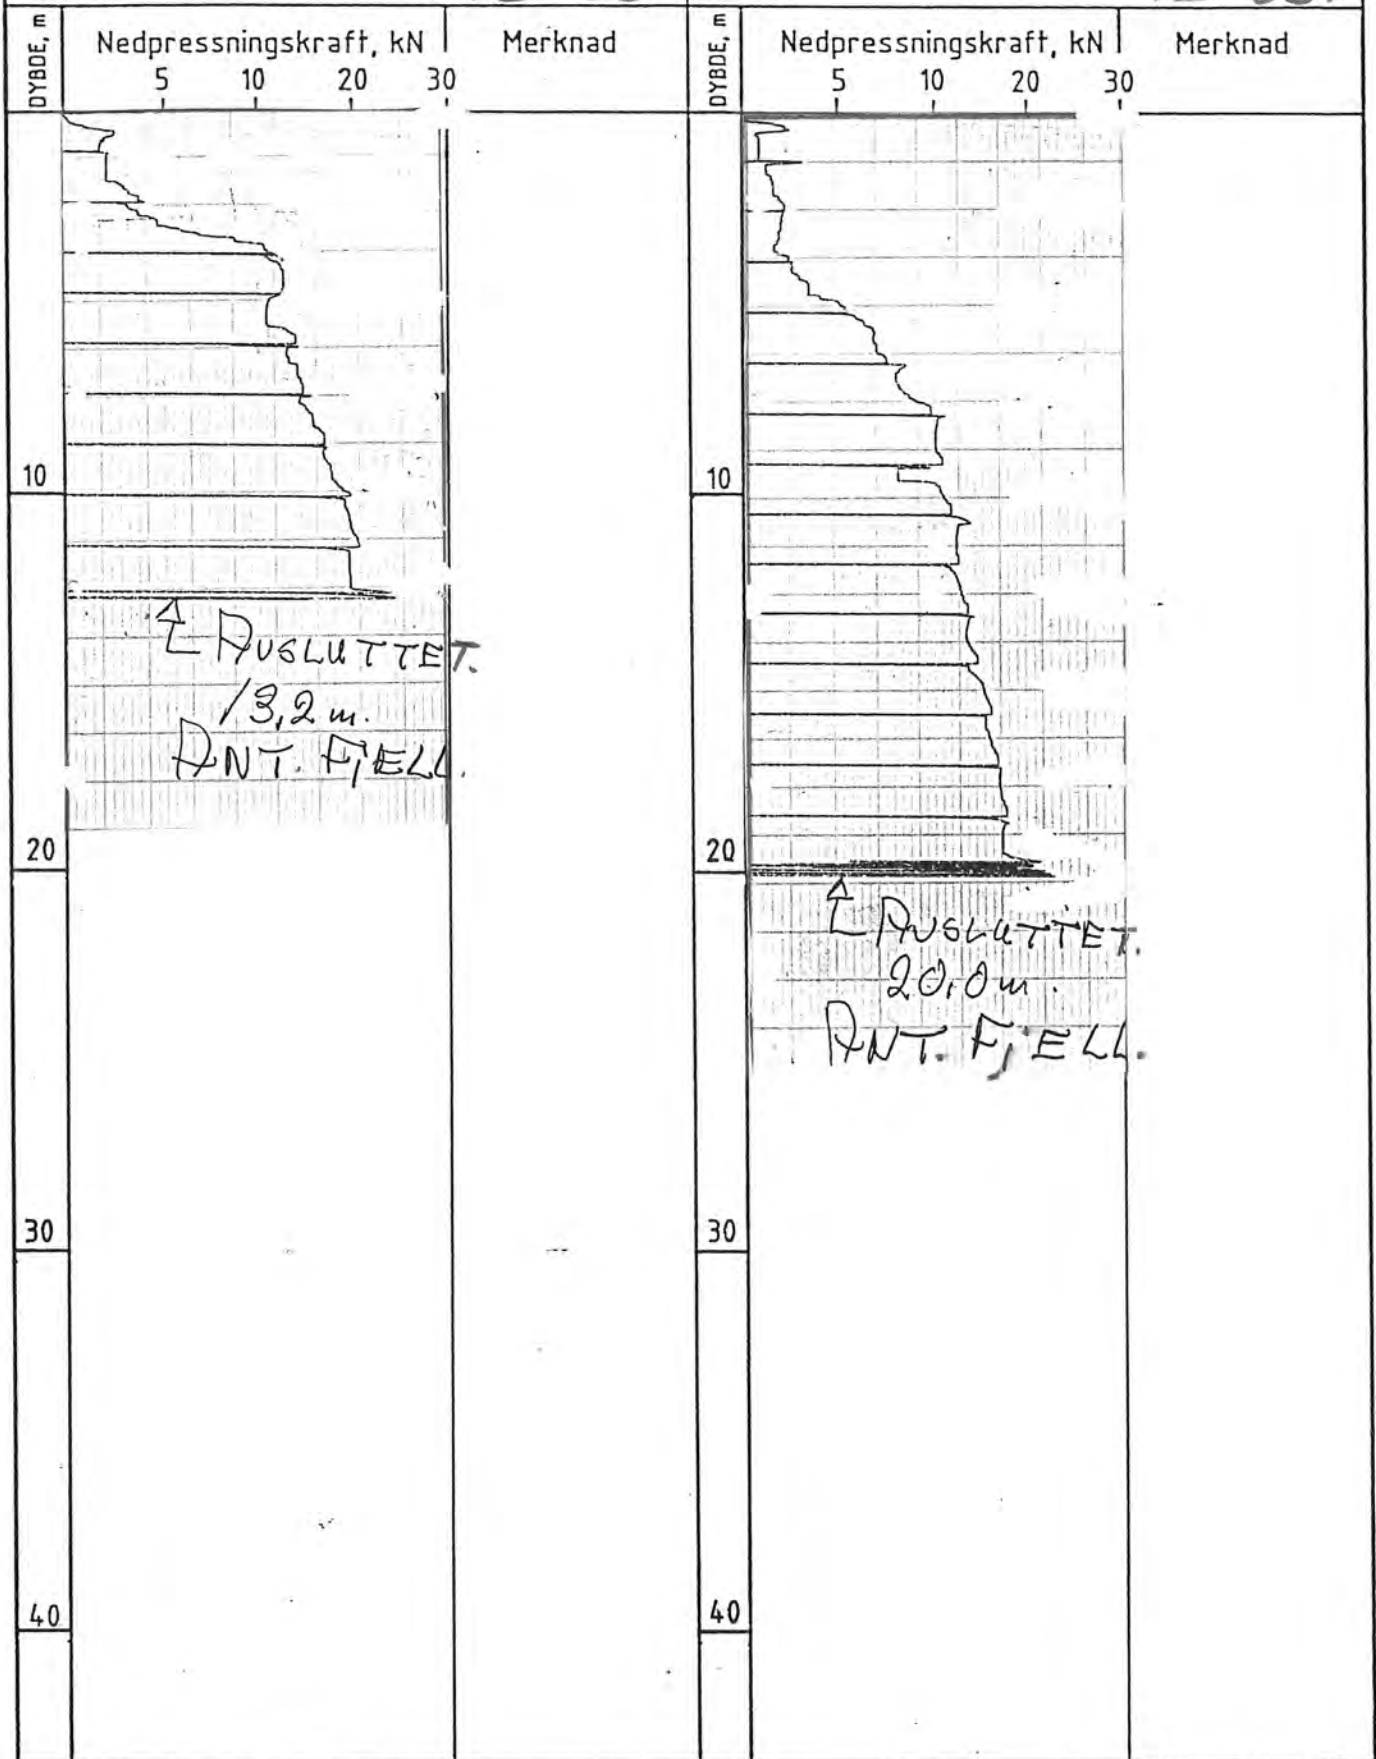 DYBDE, m
Nedpressningskraft, kN
Merknad
5 10 20 30
10
20
30
40
AVSLUTTET.
13,2 m.
ANT. FJELL.
DYBDE, m
Nedpressningskraft, kN
Merknad
5 10 20 30
10
20
30
40
AVSLUTTET.
20,0 m.
ANT. FJELL.